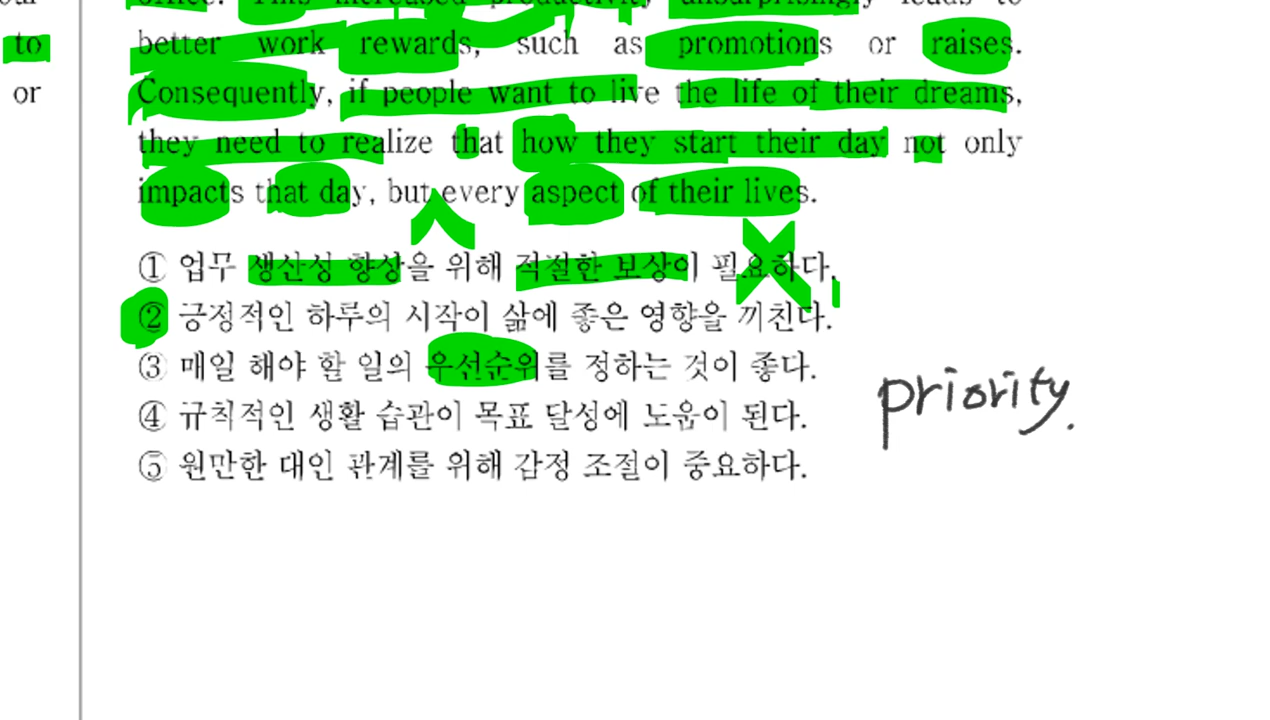 office. This increased productivity unsurprisingly leads to
to
better work rewards, such as promotions or raises.
or
Consequently, if people want to live the life of their dreams,
they need to realize that how they start their day not only
impacts that day, but every aspect of their lives.
① 업무 생산성 향상을 위해 적절한 보상이 필요하다.
② 긍정적인 하루의 시작이 삶에 좋은 영향을 끼친다.
③ 매일 해야 할 일의 우선순위를 정하는 것이 좋다.
④ 규칙적인 생활 습관이 목표 달성에 도움이 된다.
⑤ 원만한 대인 관계를 위해 감정 조절이 중요하다.
priority.